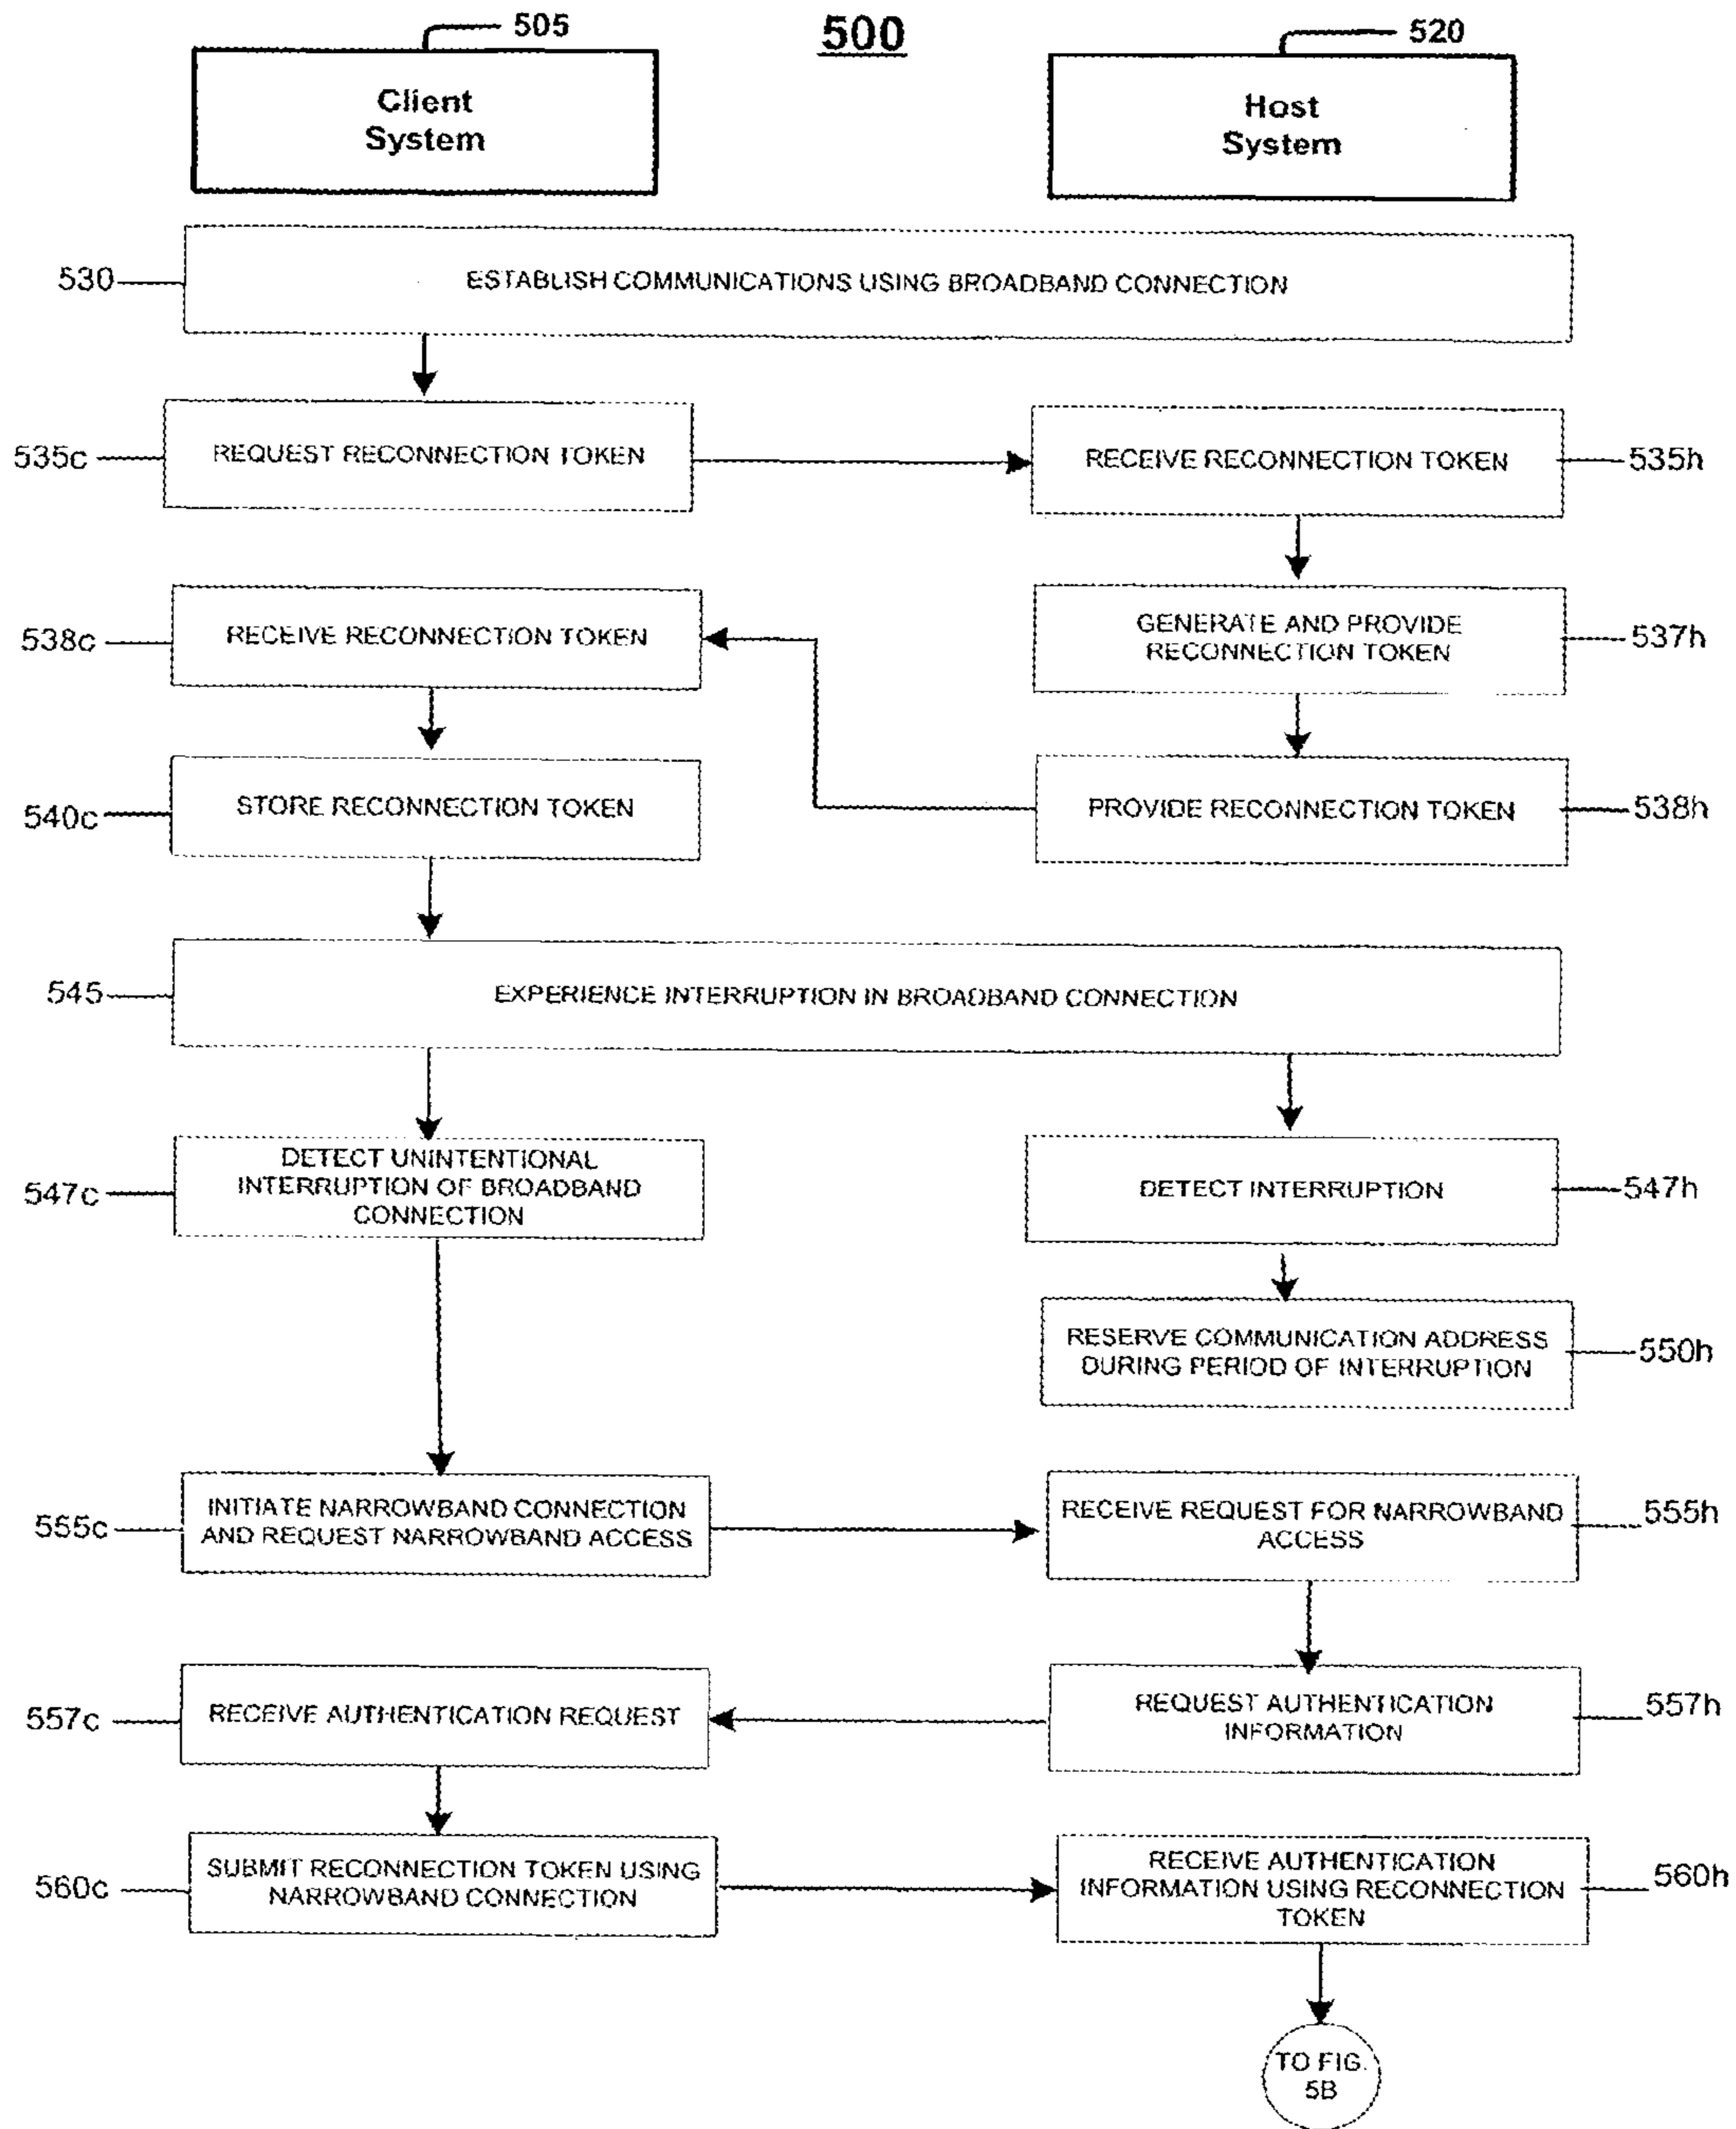 500
505
520
Client
System
Host
System
530
ESTABLISH COMMUNICATIONS USING BROADBAND CONNECTION
535c
REQUEST RECONNECTION TOKEN
RECEIVE RECONNECTION TOKEN
535h
538c
RECEIVE RECONNECTION TOKEN
GENERATE AND PROVIDE
RECONNECTION TOKEN
537h
540c
STORE RECONNECTION TOKEN
PROVIDE RECONNECTION TOKEN
538h
545
EXPERIENCE INTERRUPTION IN BROADBAND CONNECTION
547c
DETECT UNINTENTIONAL
INTERRUPTION OF BROADBAND
CONNECTION
DETECT INTERRUPTION
547h
RESERVE COMMUNICATION ADDRESS
DURING PERIOD OF INTERRUPTION
550h
555c
INITIATE NARROWBAND CONNECTION
AND REQUEST NARROWBAND ACCESS
RECEIVE REQUEST FOR NARROWBAND
ACCESS
555h
557c
RECEIVE AUTHENTICATION REQUEST
REQUEST AUTHENTICATION
INFORMATION
557h
560c
SUBMIT RECONNECTION TOKEN USING
NARROWBAND CONNECTION
RECEIVE AUTHENTICATION
INFORMATION USING RECONNECTION
TOKEN
560h
TO FIG.
5B